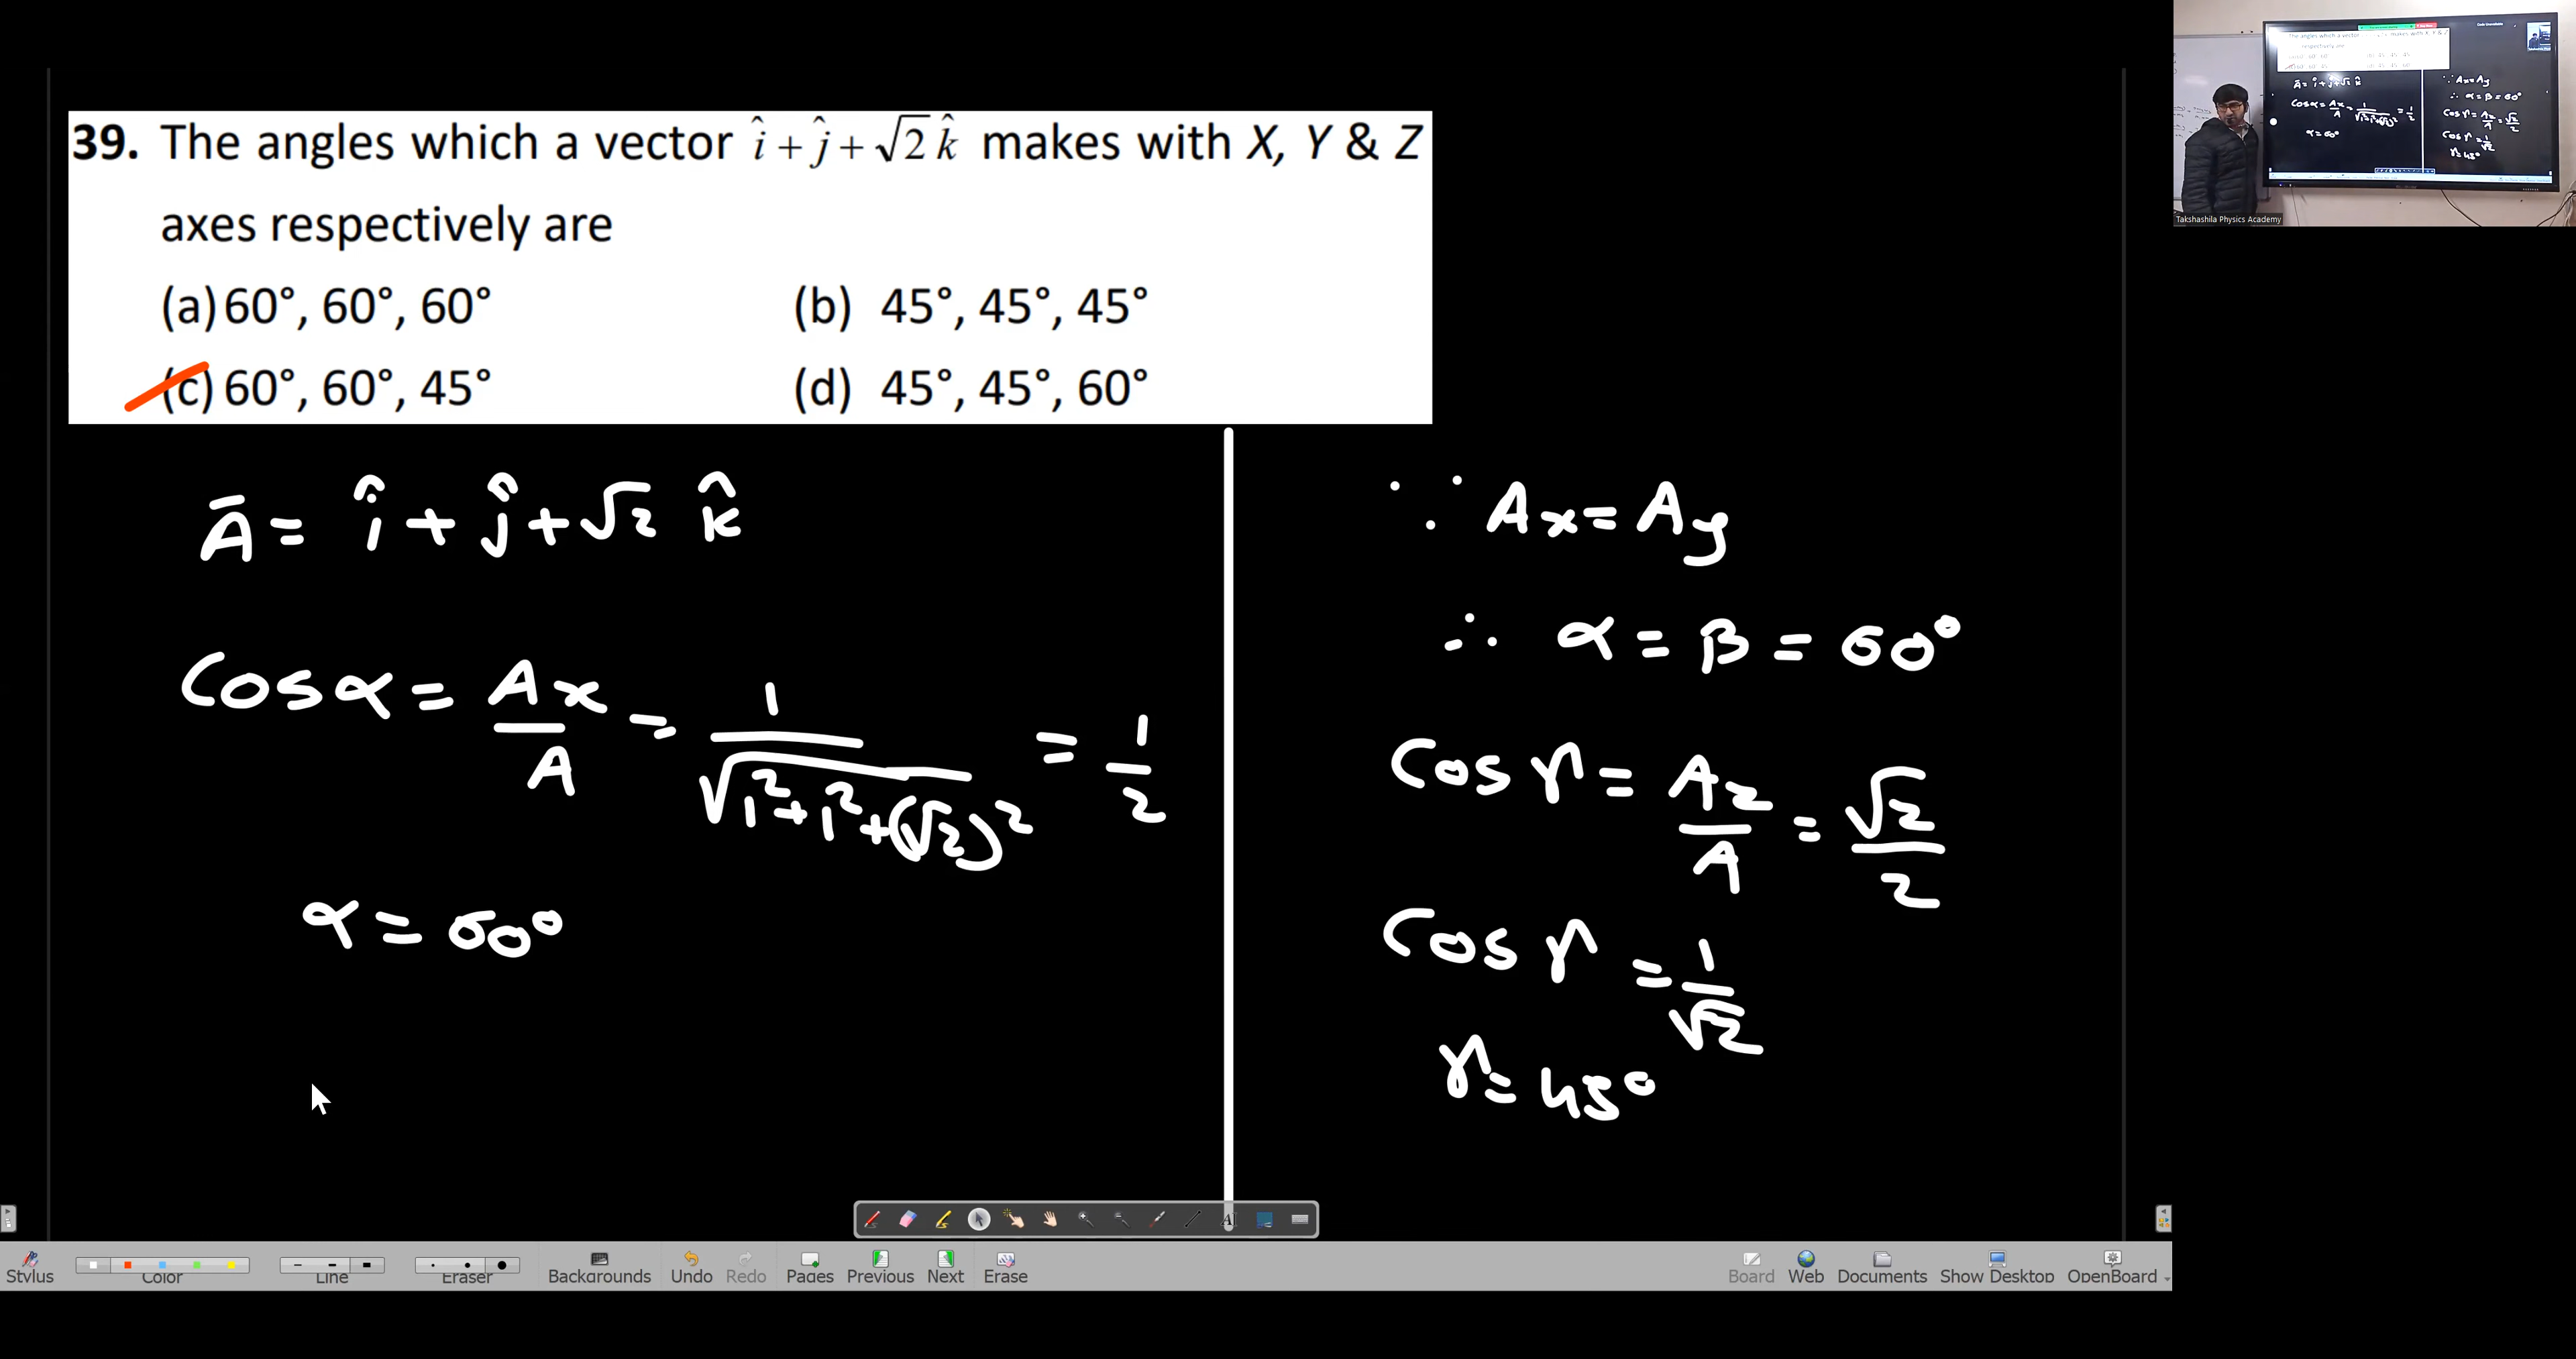 39. The angles which a vector î + ĵ + √2 k̂ makes with X, Y & Z
axes respectively are
(a) 60°, 60°, 60° (b) 45°, 45°, 45°
(c) 60°, 60°, 45° (d) 45°, 45°, 60°
Ā = î + ĵ + √2 k̂
Cos α = Ax/A = 1/√(1²+1²+(√2)²) = 1/2
α = 60°
∵ Ax = Ay
∴ α = β = 60°
Cos γ = Az/A = √2/2
Cos γ = 1/√2
γ = 45°
Takshashila Physics Academy
Stylus Color Line Eraser Backgrounds Undo Redo Pages Previous Next Erase Board Web Documents Show Desktop OpenBoard